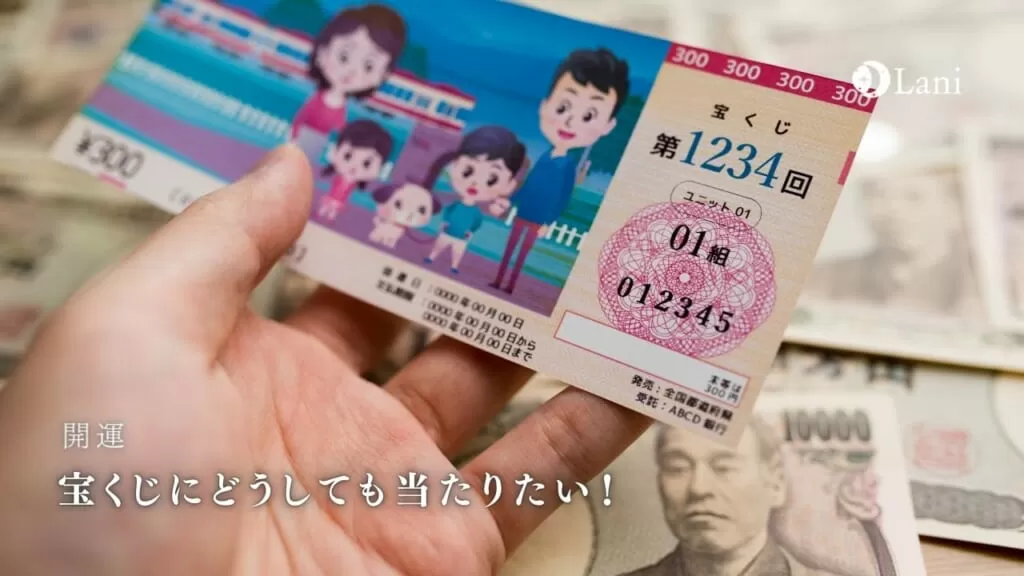 300 300 300 300
Lani
宝くじ
第1234回
ユニット 01
01組
012345
¥300
抽選日：0000年00月00日
支払期間：0000年00月00日から
0000年00月00日まで
本券は
300円
発売：全国都道府県
受託：ABCD銀行
10000
開運
宝くじにどうしても当たりたい！